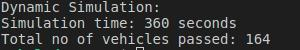 Dynamic Simulation:
Simulation time: 360 seconds
Total no of vehicles passed: 164